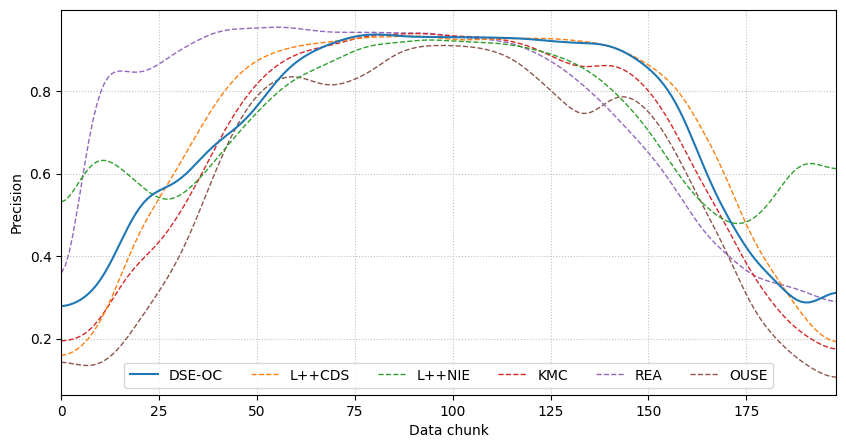 Precision
0.8
0.6
0.4
0.2
DSE-OC L++CDS L++NIE KMC REA OUSE
0 25 50 75 100 125 150 175
Data chunk